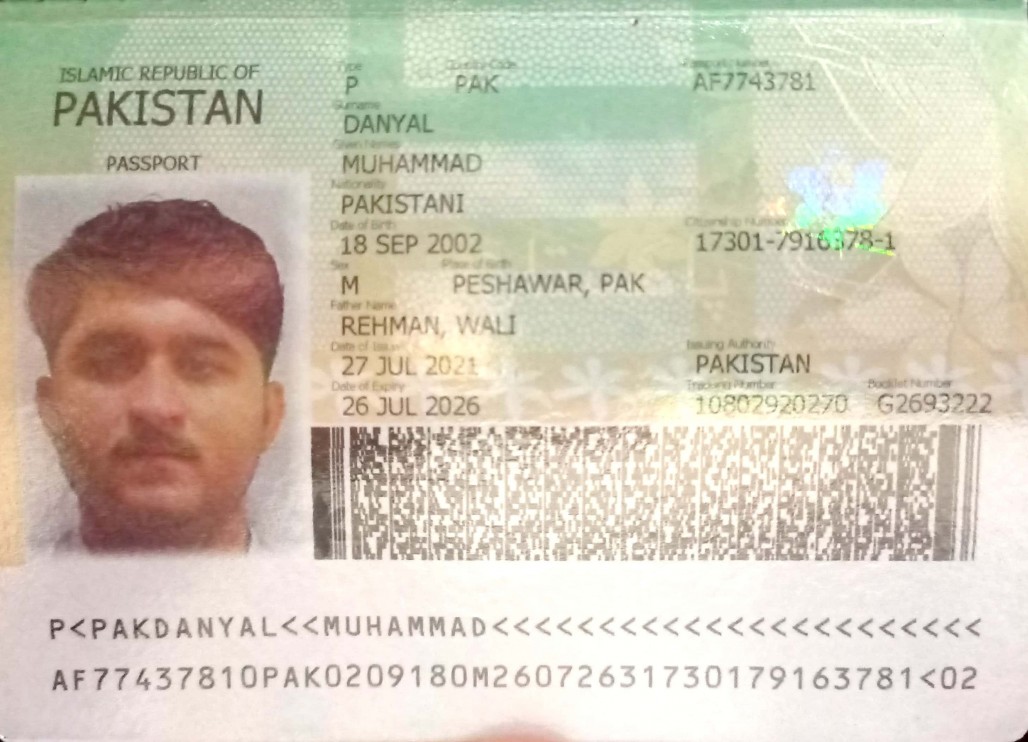 ISLAMIC REPUBLIC OF
PAKISTAN
PASSPORT
Type Country Code Passport Number
P PAK AF7743781
Surname
DANYAL
Given Names
MUHAMMAD
Nationality
PAKISTANI
Date of Birth Citizenship Number
18 SEP 2002 17301-7916378-1
Sex Place of Birth
M PESHAWAR, PAK
Father Name
REHMAN, WALI
Date of Issue Issuing Authority
27 JUL 2021 PAKISTAN
Date of Expiry Tracking Number Booklet Number
26 JUL 2026 10802920270 G2693222
P<PAKDANYAL<<MUHAMMAD<<<<<<<<<<<<<<<<<<<<<<<
AF77437810PAK0209180M26072631730179163781<02